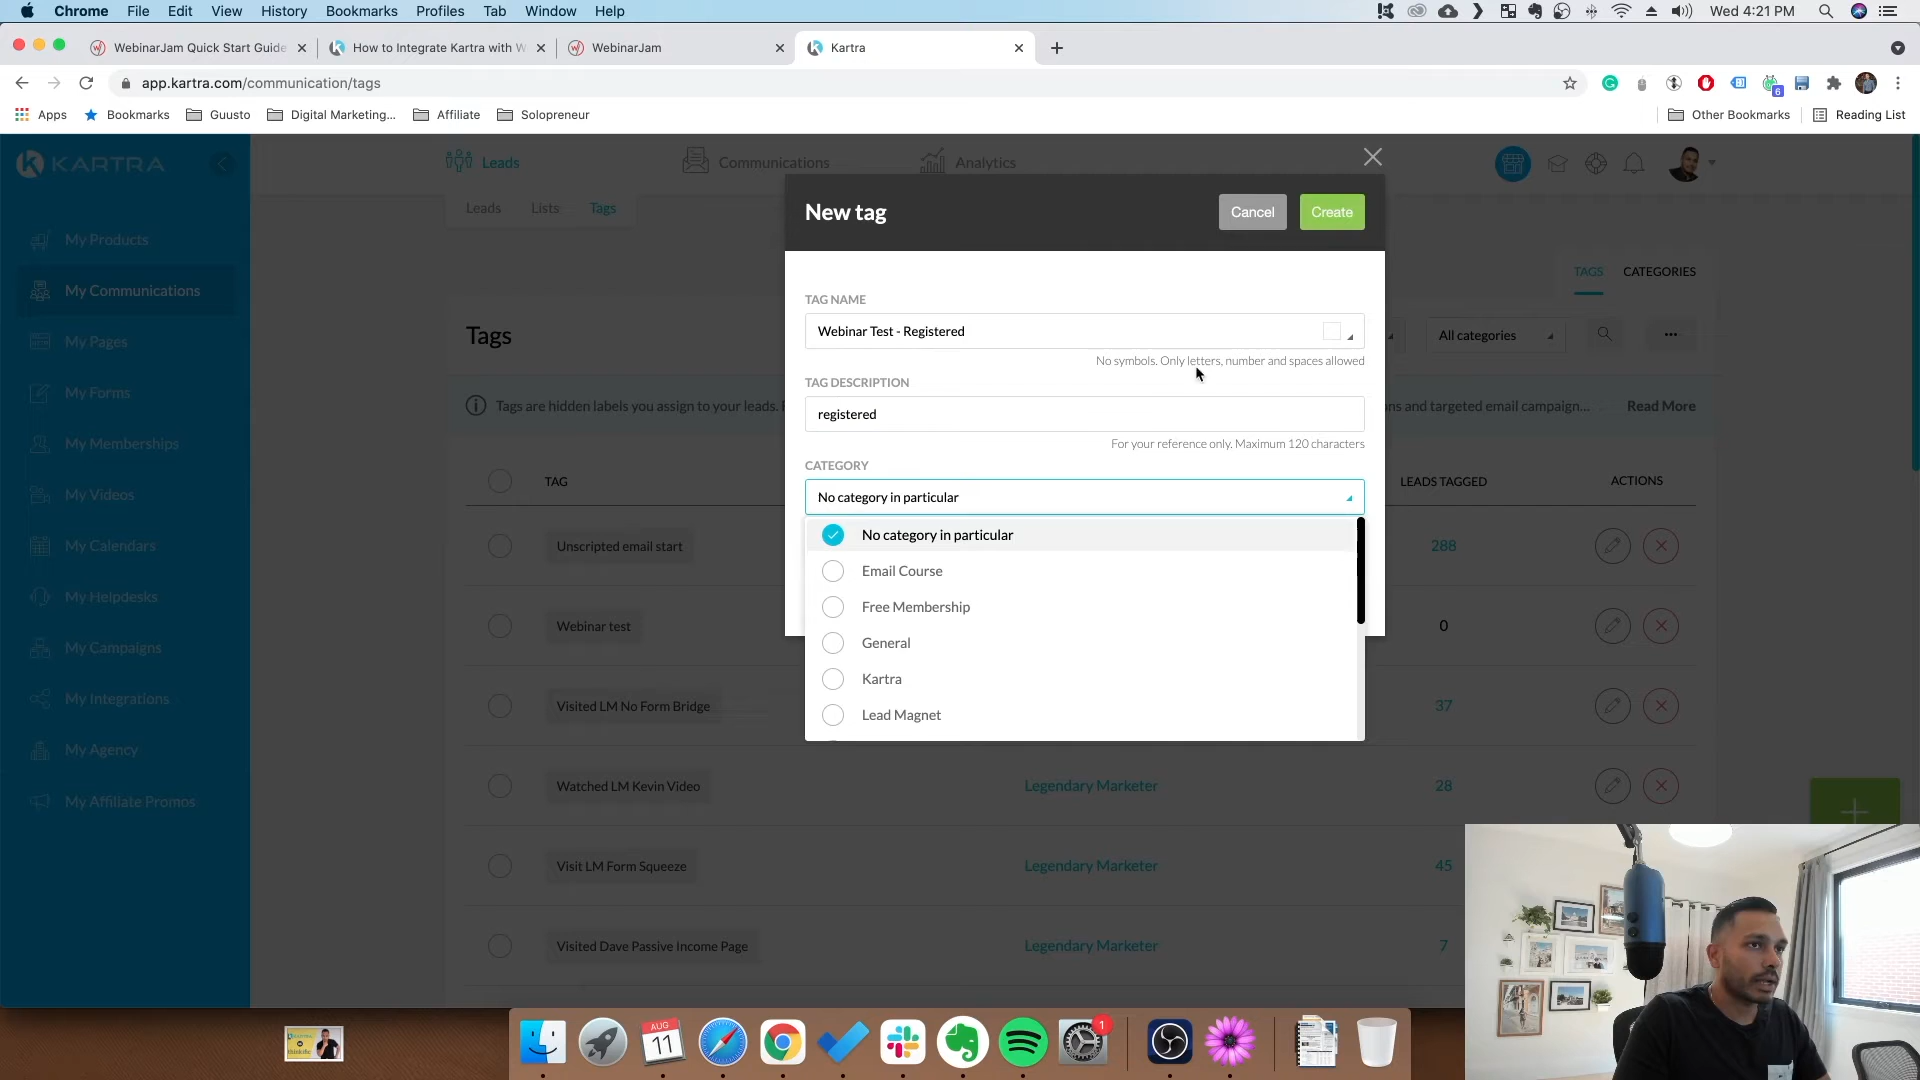 Chrome File Edit View History Bookmarks Profiles Tab Window Help Wed 4:21 PM
WebinarJam Quick Start Guide How to Integrate Kartra with W WebinarJam Kartra
app.kartra.com/communication/tags 6
Apps Bookmarks Guusto Digital Marketing... Affiliate Solopreneur Other Bookmarks Reading List
KARTRA Leads Communications Analytics
Leads Lists Tags
New tag Cancel Create
My Products
My Communications
My Pages
My Forms
My Memberships
My Videos
My Calendars
My Helpdesks
My Campaigns
My Integrations
My Agency
My Affiliate Promos
TAGS CATEGORIES
Tags All categories
Tags are hidden labels you assign to your leads. ns and targeted email campaign... Read More
TAG LEADS TAGGED ACTIONS
Unscripted email start 288
Webinar test 0
Visited LM No Form Bridge 37
Watched LM Kevin Video Legendary Marketer 28
Visit LM Form Squeeze Legendary Marketer 45
Visited Dave Passive Income Page Legendary Marketer 7
TAG NAME
Webinar Test - Registered
No symbols. Only letters, number and spaces allowed
TAG DESCRIPTION
registered
For your reference only. Maximum 120 characters
CATEGORY
No category in particular
No category in particular
Email Course
Free Membership
General
Kartra
Lead Magnet
AUG
11
1